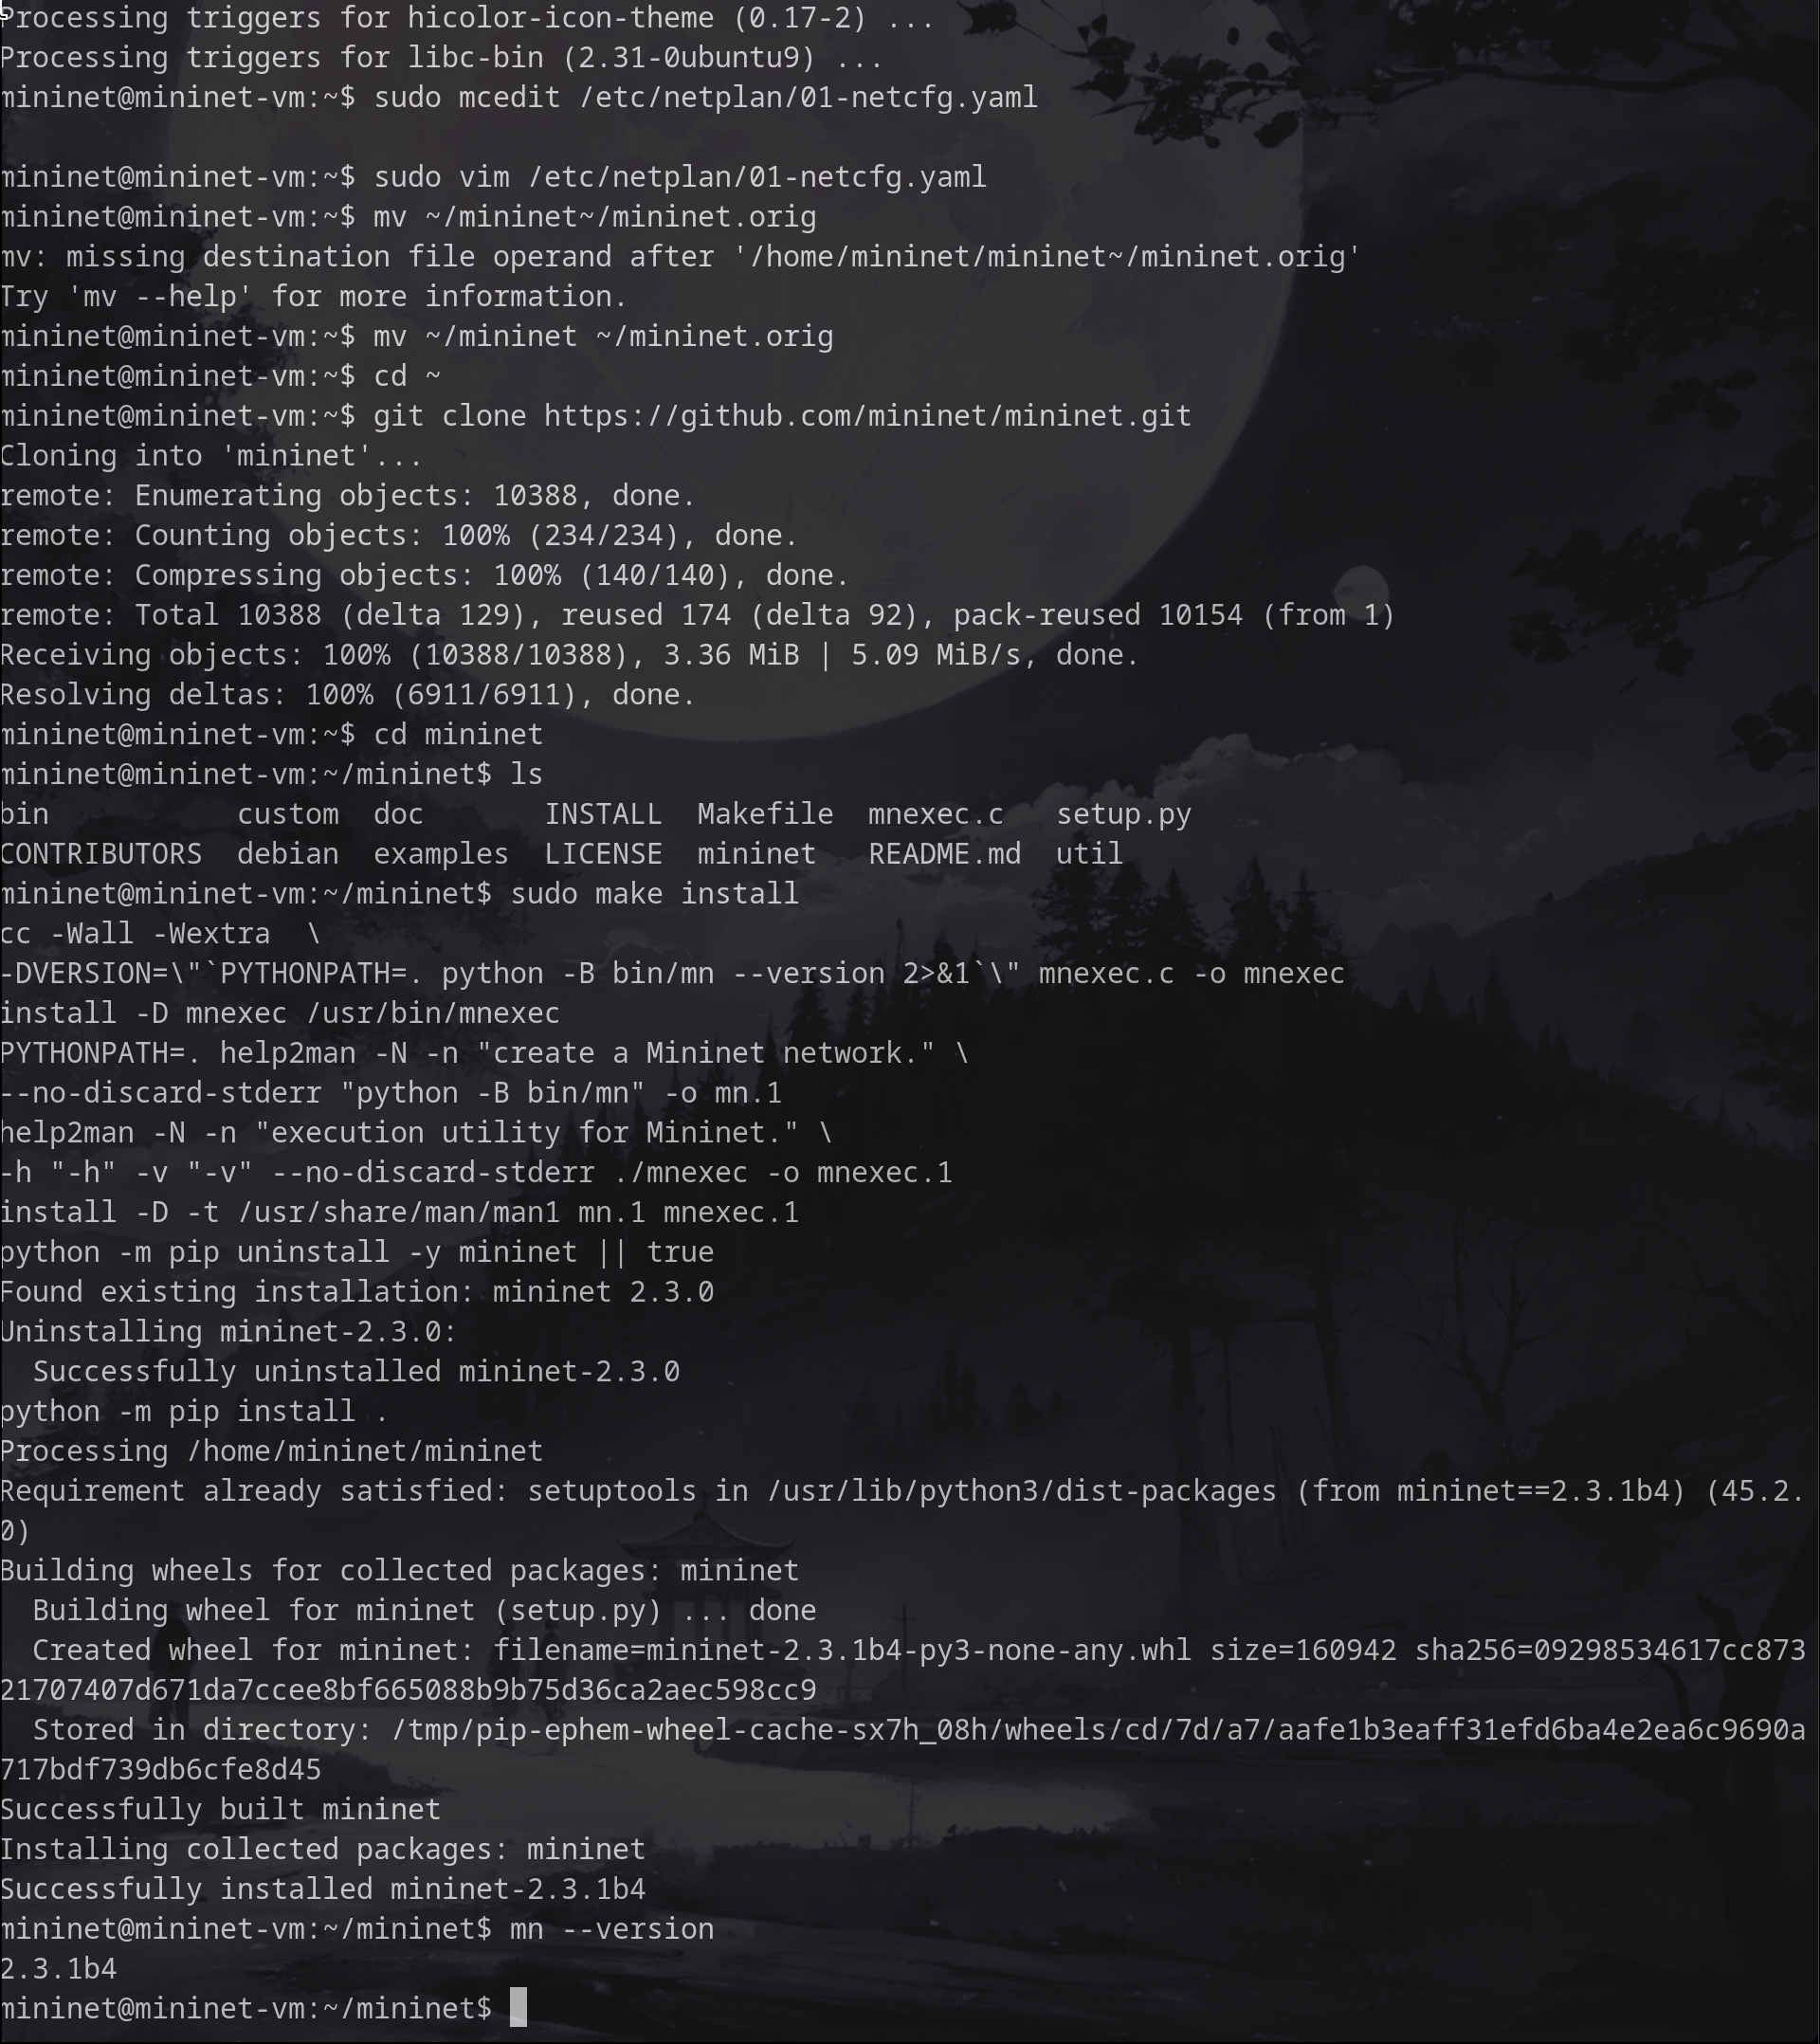 Processing triggers for hicolor-icon-theme (0.17-2) ...
Processing triggers for libc-bin (2.31-0ubuntu9) ...
mininet@mininet-vm:~$ sudo mcedit /etc/netplan/01-netcfg.yaml
mininet@mininet-vm:~$ sudo vim /etc/netplan/01-netcfg.yaml
mininet@mininet-vm:~$ mv ~/mininet~/mininet.orig
mv: missing destination file operand after '/home/mininet/mininet~/mininet.orig'
Try 'mv --help' for more information.
mininet@mininet-vm:~$ mv ~/mininet ~/mininet.orig
mininet@mininet-vm:~$ cd ~
mininet@mininet-vm:~$ git clone https://github.com/mininet/mininet.git
Cloning into 'mininet'...
remote: Enumerating objects: 10388, done.
remote: Counting objects: 100% (234/234), done.
remote: Compressing objects: 100% (140/140), done.
remote: Total 10388 (delta 129), reused 174 (delta 92), pack-reused 10154 (from 1)
Receiving objects: 100% (10388/10388), 3.36 MiB | 5.09 MiB/s, done.
Resolving deltas: 100% (6911/6911), done.
mininet@mininet-vm:~$ cd mininet
mininet@mininet-vm:~/mininet$ ls
bin           custom  doc       INSTALL  Makefile  mnexec.c   setup.py
CONTRIBUTORS  debian  examples  LICENSE  mininet   README.md  util
mininet@mininet-vm:~/mininet$ sudo make install
cc -Wall -Wextra  \
-DVERSION=\"`PYTHONPATH=. python -B bin/mn --version 2>&1`\" mnexec.c -o mnexec
install -D mnexec /usr/bin/mnexec
PYTHONPATH=. help2man -N -n "create a Mininet network." \
--no-discard-stderr "python -B bin/mn" -o mn.1
help2man -N -n "execution utility for Mininet." \
-h "-h" -v "-v" --no-discard-stderr ./mnexec -o mnexec.1
install -D -t /usr/share/man/man1 mn.1 mnexec.1
python -m pip uninstall -y mininet || true
Found existing installation: mininet 2.3.0
Uninstalling mininet-2.3.0:
  Successfully uninstalled mininet-2.3.0
python -m pip install .
Processing /home/mininet/mininet
Requirement already satisfied: setuptools in /usr/lib/python3/dist-packages (from mininet==2.3.1b4) (45.2.
0)
Building wheels for collected packages: mininet
  Building wheel for mininet (setup.py) ... done
  Created wheel for mininet: filename=mininet-2.3.1b4-py3-none-any.whl size=160942 sha256=09298534617cc873
21707407d671da7ccee8bf665088b9b75d36ca2aec598cc9
  Stored in directory: /tmp/pip-ephem-wheel-cache-sx7h_08h/wheels/cd/7d/a7/aafe1b3eaff31efd6ba4e2ea6c9690a
717bdf739db6cfe8d45
Successfully built mininet
Installing collected packages: mininet
Successfully installed mininet-2.3.1b4
mininet@mininet-vm:~/mininet$ mn --version
2.3.1b4
mininet@mininet-vm:~/mininet$